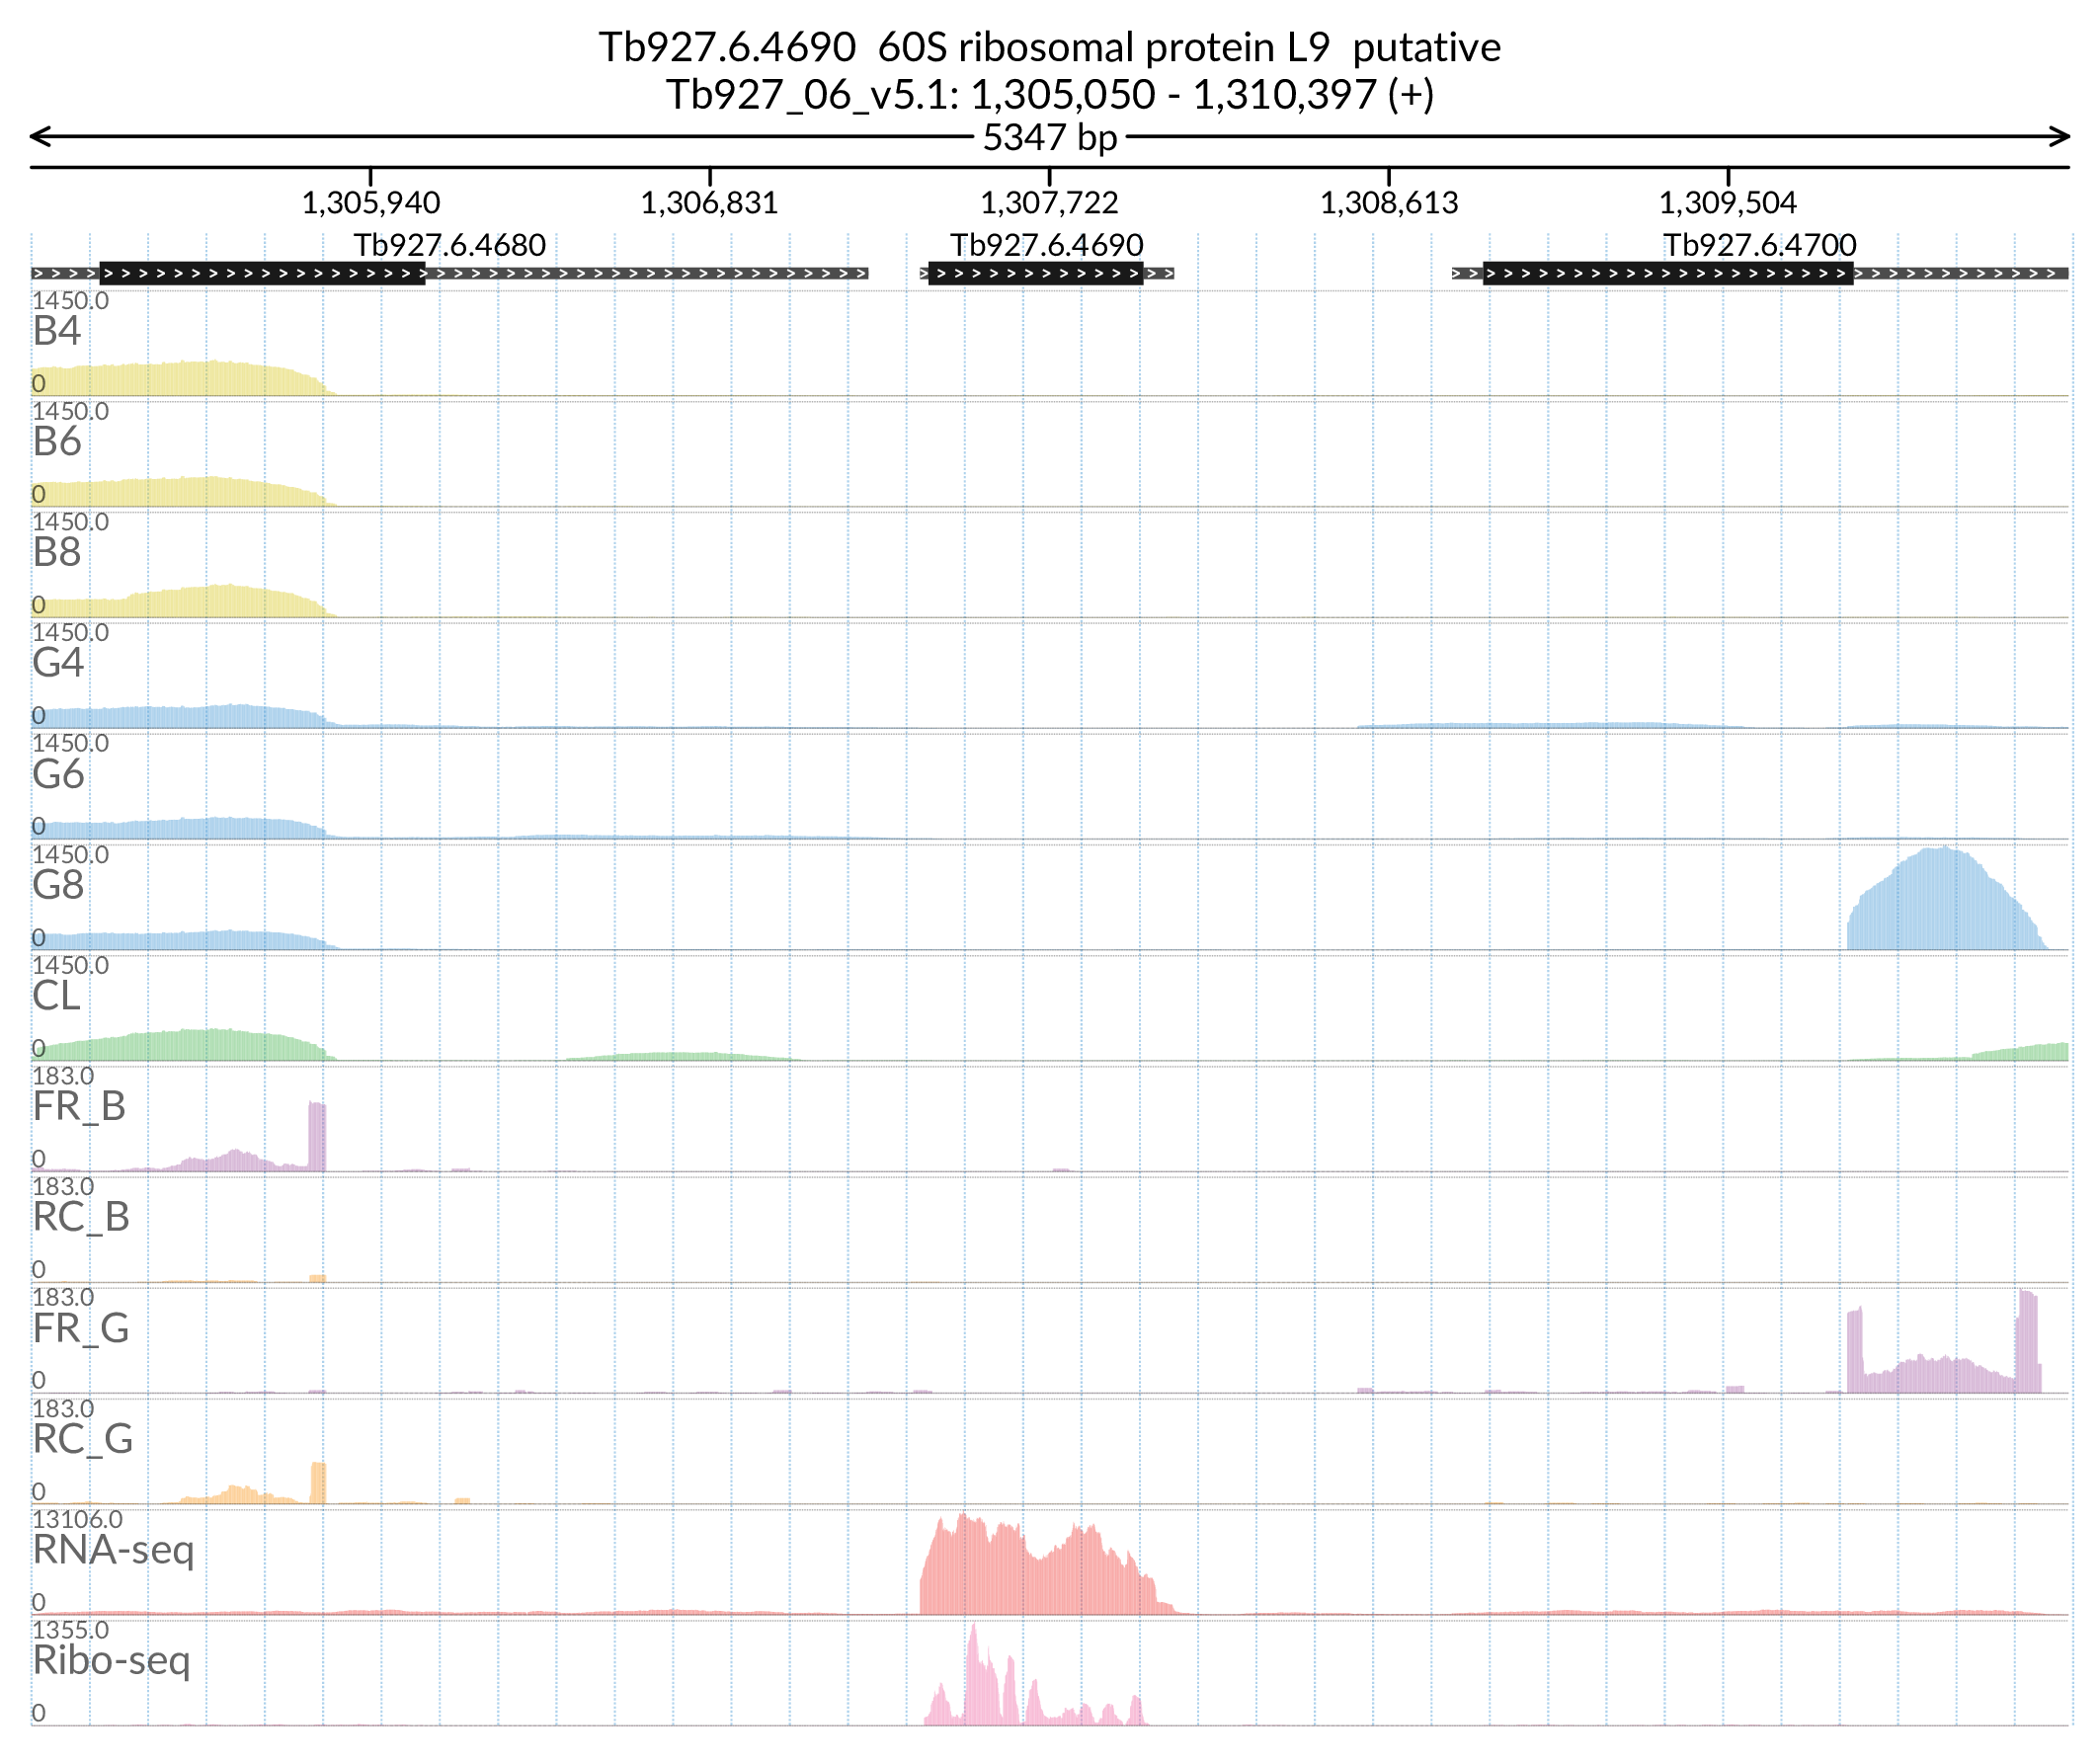 Tb927.6.4690 60S ribosomal protein L9 putative
Tb927_06_v5.1: 1,305,050 - 1,310,397 (+)
5347 bp
1,305,940 1,306,831 1,307,722 1,308,613 1,309,504
Tb927.6.4680 Tb927.6.4690 Tb927.6.4700
1450.0
B4
0
1450.0
B6
0
1450.0
B8
0
1450.0
G4
0
1450.0
G6
0
1450.0
G8
0
1450.0
CL
0
183.0
FR_B
0
183.0
RC_B
0
183.0
FR_G
0
183.0
RC_G
0
13106.0
RNA-seq
0
1355.0
Ribo-seq
0